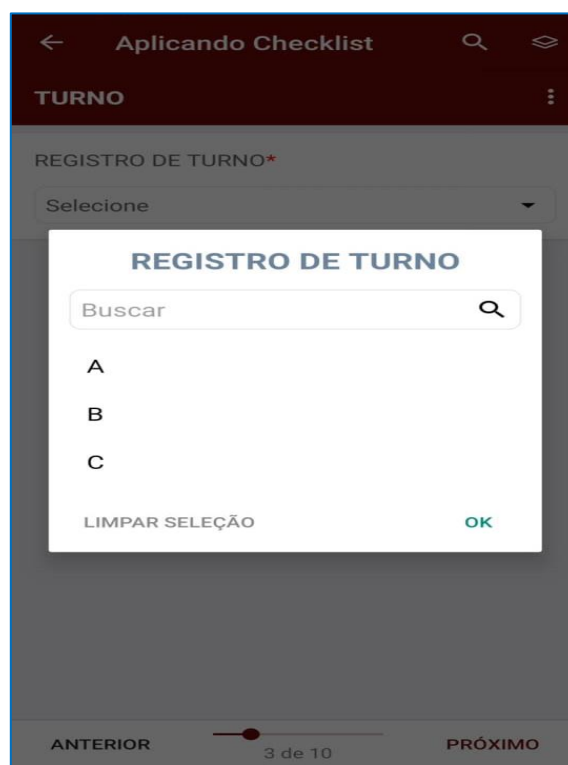 Aplicando Checklist
TURNO
REGISTRO DE TURNO*
Selecione
REGISTRO DE TURNO
Buscar
A
B
C
LIMPAR SELEÇÃO OK
ANTERIOR 3 de 10 PRÓXIMO